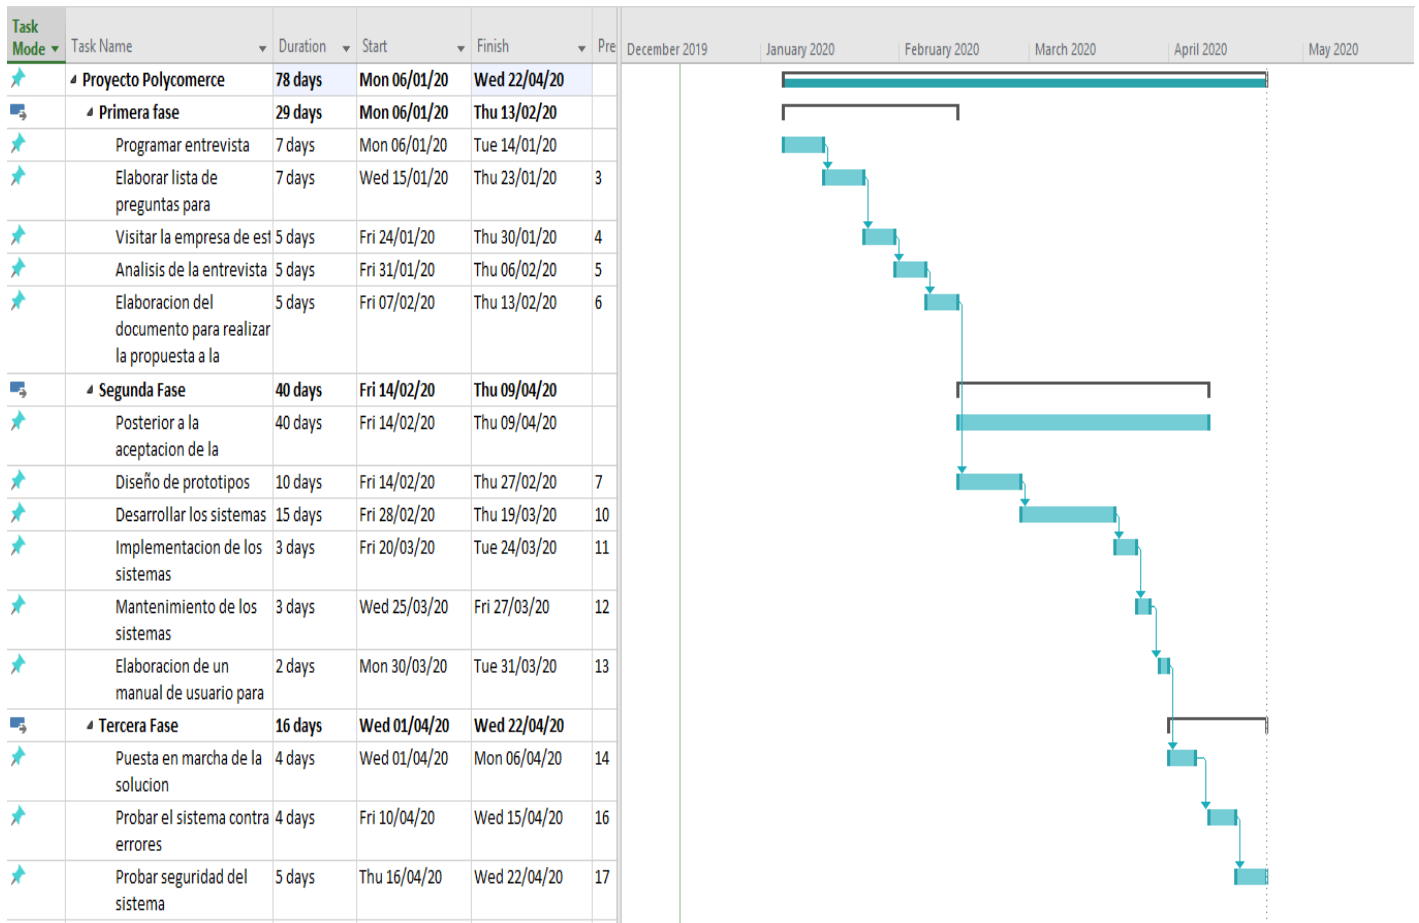 Task
Mode Task Name Duration Start Finish Pre December 2019 January 2020 February 2020 March 2020 April 2020 May 2020
Proyecto Polycomerce 78 days Mon 06/01/20 Wed 22/04/20
Primera fase 29 days Mon 06/01/20 Thu 13/02/20
Programar entrevista 7 days Mon 06/01/20 Tue 14/01/20
Elaborar lista de 7 days Wed 15/01/20 Thu 23/01/20 3
preguntas para
Visitar la empresa de est 5 days Fri 24/01/20 Thu 30/01/20 4
Analisis de la entrevista 5 days Fri 31/01/20 Thu 06/02/20 5
Elaboracion del 5 days Fri 07/02/20 Thu 13/02/20 6
documento para realizar
la propuesta a la
Segunda Fase 40 days Fri 14/02/20 Thu 09/04/20
Posterior a la 40 days Fri 14/02/20 Thu 09/04/20
aceptacion de la
Diseño de prototipos 10 days Fri 14/02/20 Thu 27/02/20 7
Desarrollar los sistemas 15 days Fri 28/02/20 Thu 19/03/20 10
Implementacion de los 3 days Fri 20/03/20 Tue 24/03/20 11
sistemas
Mantenimiento de los 3 days Wed 25/03/20 Fri 27/03/20 12
sistemas
Elaboracion de un 2 days Mon 30/03/20 Tue 31/03/20 13
manual de usuario para
Tercera Fase 16 days Wed 01/04/20 Wed 22/04/20
Puesta en marcha de la 4 days Wed 01/04/20 Mon 06/04/20 14
solucion
Probar el sistema contra 4 days Fri 10/04/20 Wed 15/04/20 16
errores
Probar seguridad del 5 days Thu 16/04/20 Wed 22/04/20 17
sistema